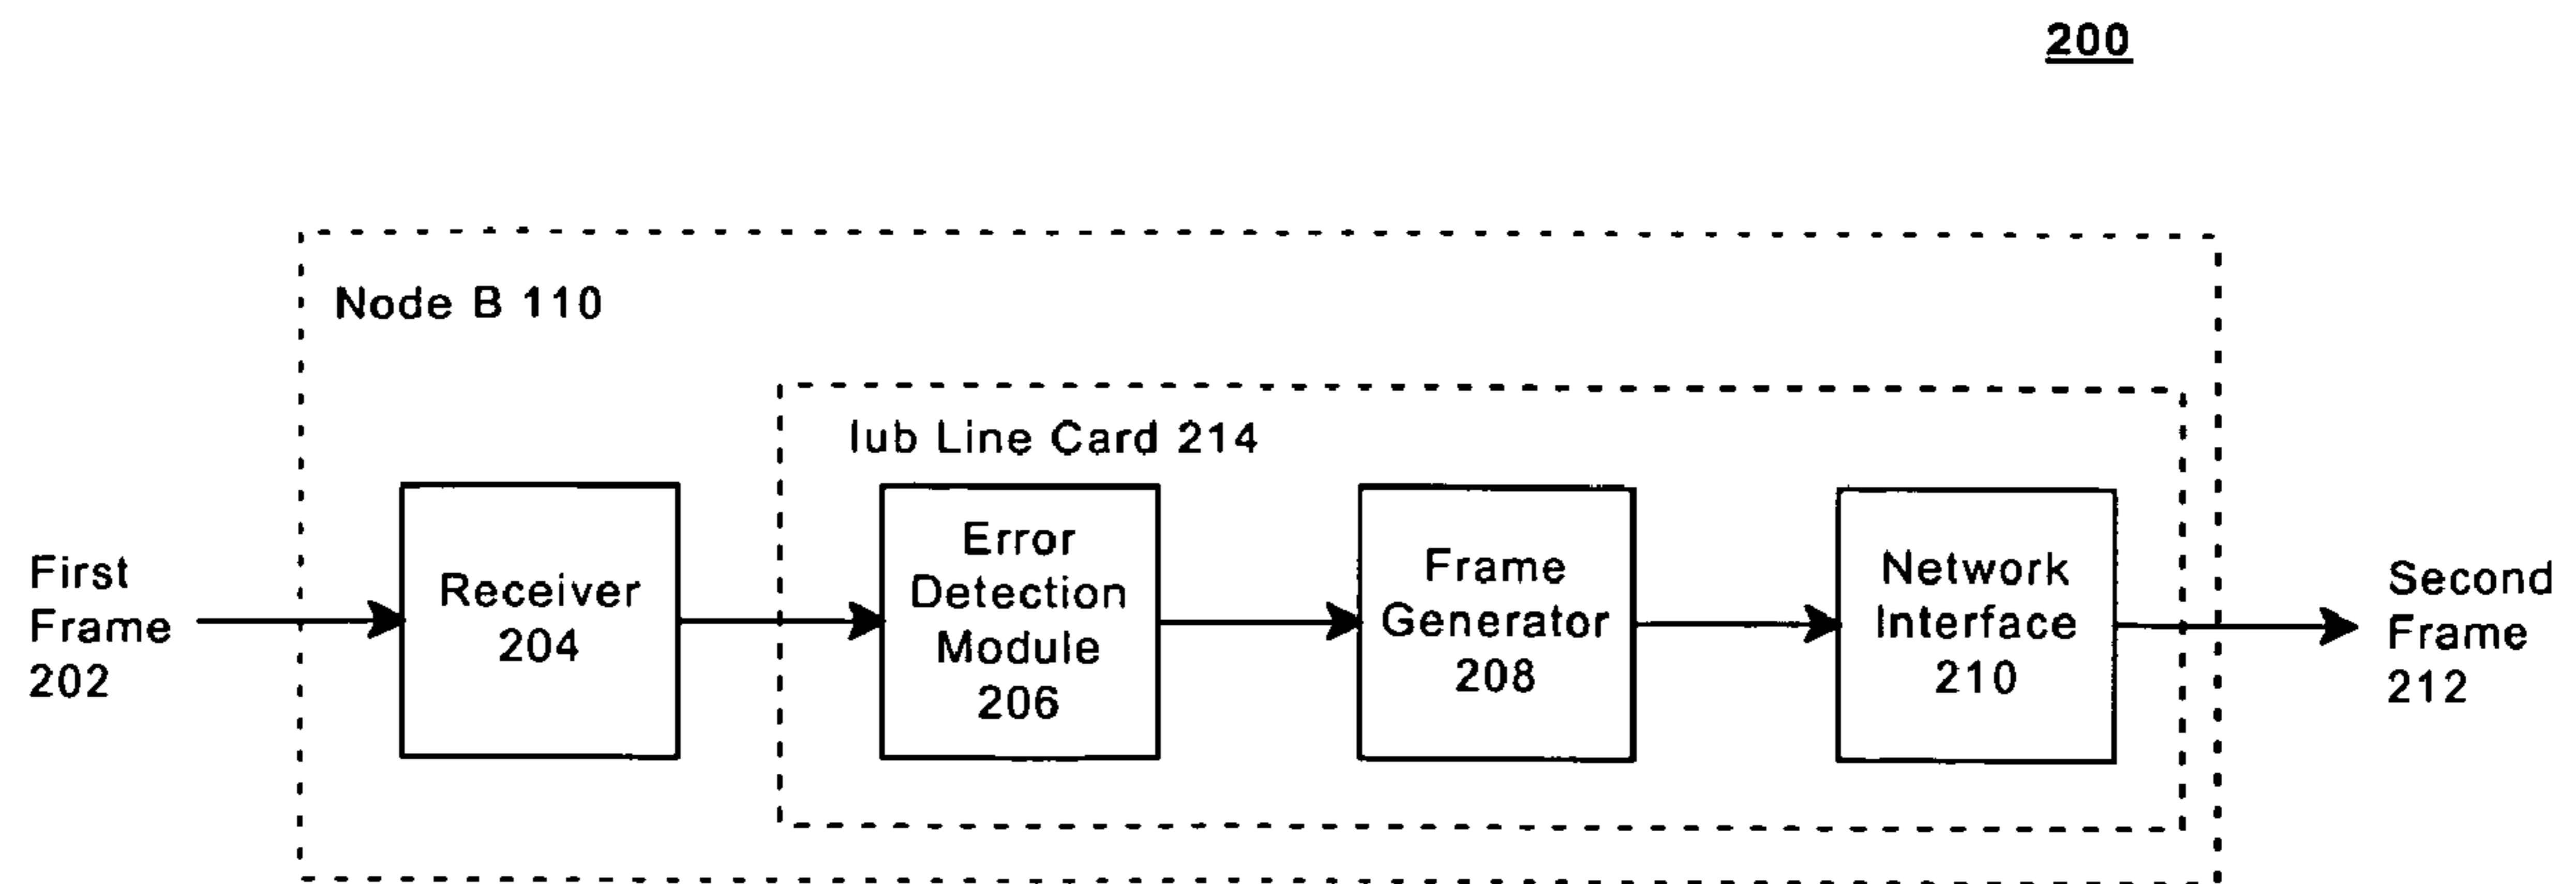 200
Node B 110
Iub Line Card 214
First
Frame
202
Receiver
204
Error
Detection
Module
206
Frame
Generator
208
Network
Interface
210
Second
Frame
212